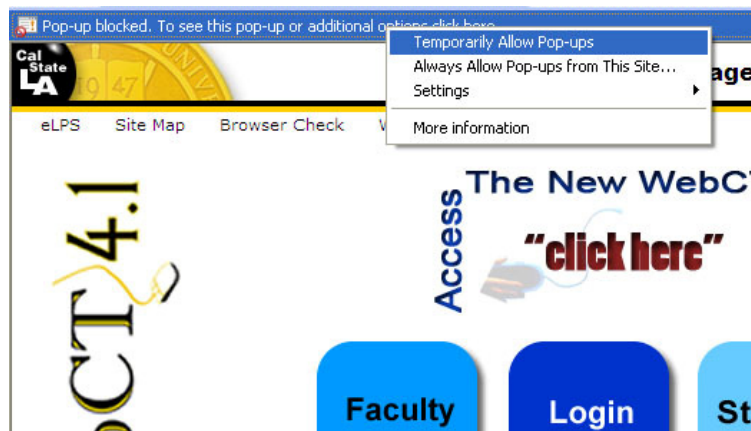 Pop-up blocked. To see this pop-up or additional options click here
Temporarily Allow Pop-ups
Always Allow Pop-ups from This Site...
Settings
More information
Cal
State
LA
19 47
eLPS Site Map Browser Check
The New WebCT
Access
"click here"
CT 4.1
Faculty
Login